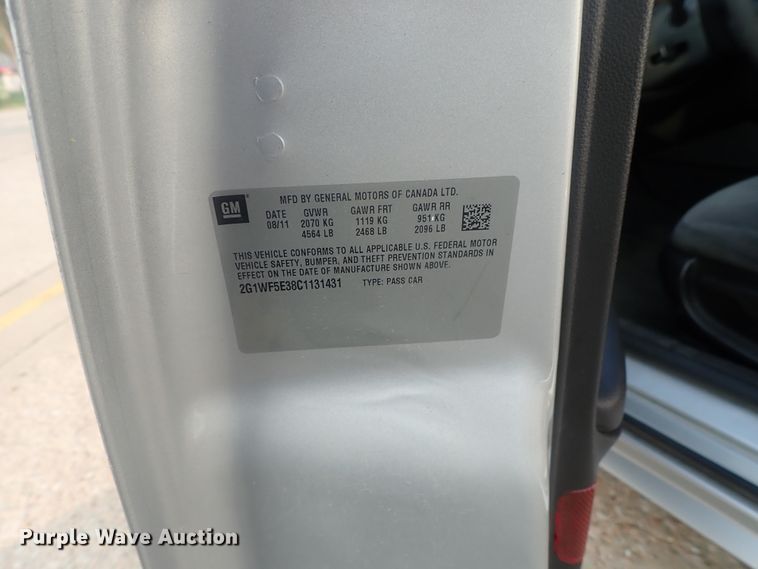 GM
MFD BY GENERAL MOTORS OF CANADA LTD.
DATE GVWR GAWR FRT GAWR RR
08/11 2070 KG 1119 KG 951 KG
4564 LB 2468 LB 2096 LB
THIS VEHICLE CONFORMS TO ALL APPLICABLE U.S. FEDERAL MOTOR
VEHICLE SAFETY, BUMPER, AND THEFT PREVENTION STANDARDS IN
EFFECT ON THE DATE OF MANUFACTURE SHOWN ABOVE.
2G1WF5E38C1131431 TYPE: PASS CAR
Purple Wave Auction